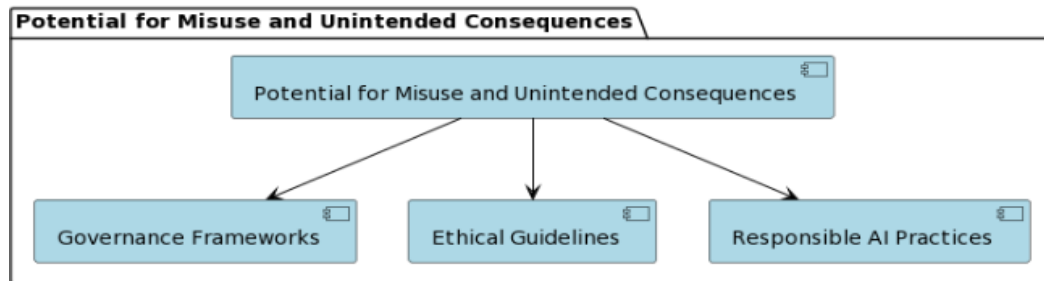 Potential for Misuse and Unintended Consequences
Potential for Misuse and Unintended Consequences
Governance Frameworks
Ethical Guidelines
Responsible AI Practices